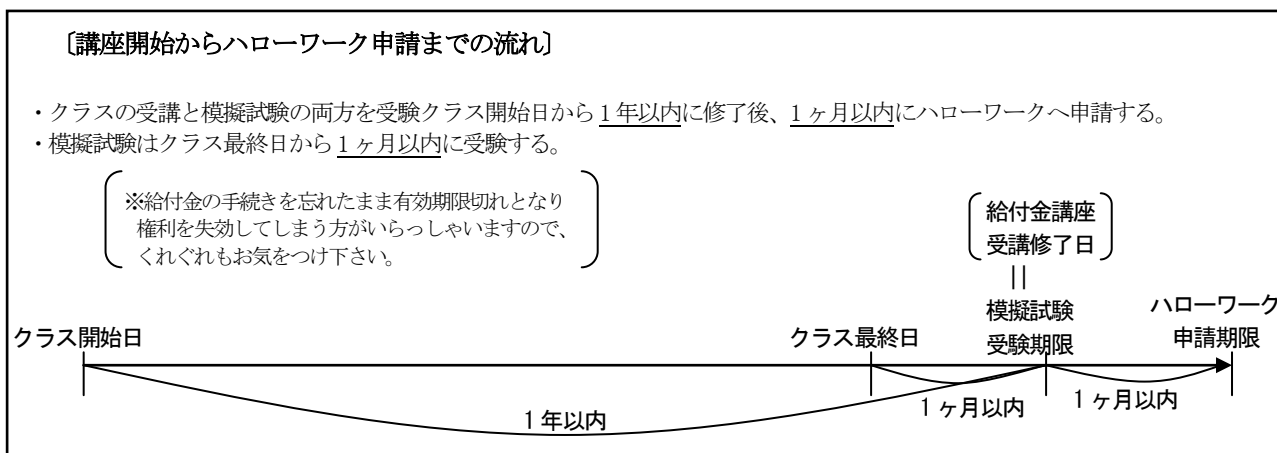 〔講座開始からハローワーク申請までの流れ〕
・クラスの受講と模擬試験の両方を受験クラス開始日から1年以内に修了後、1ヶ月以内にハローワークへ申請する。
・模擬試験はクラス最終日から1ヶ月以内に受験する。
※給付金の手続きを忘れたまま有効期限切れとなり
権利を失効してしまう方がいらっしゃいますので、
くれぐれもお気をつけ下さい。
給付金講座
受講修了日
||
模擬試験
受験期限
ハローワーク
申請期限
クラス開始日
クラス最終日
1年以内
1ヶ月以内
1ヶ月以内